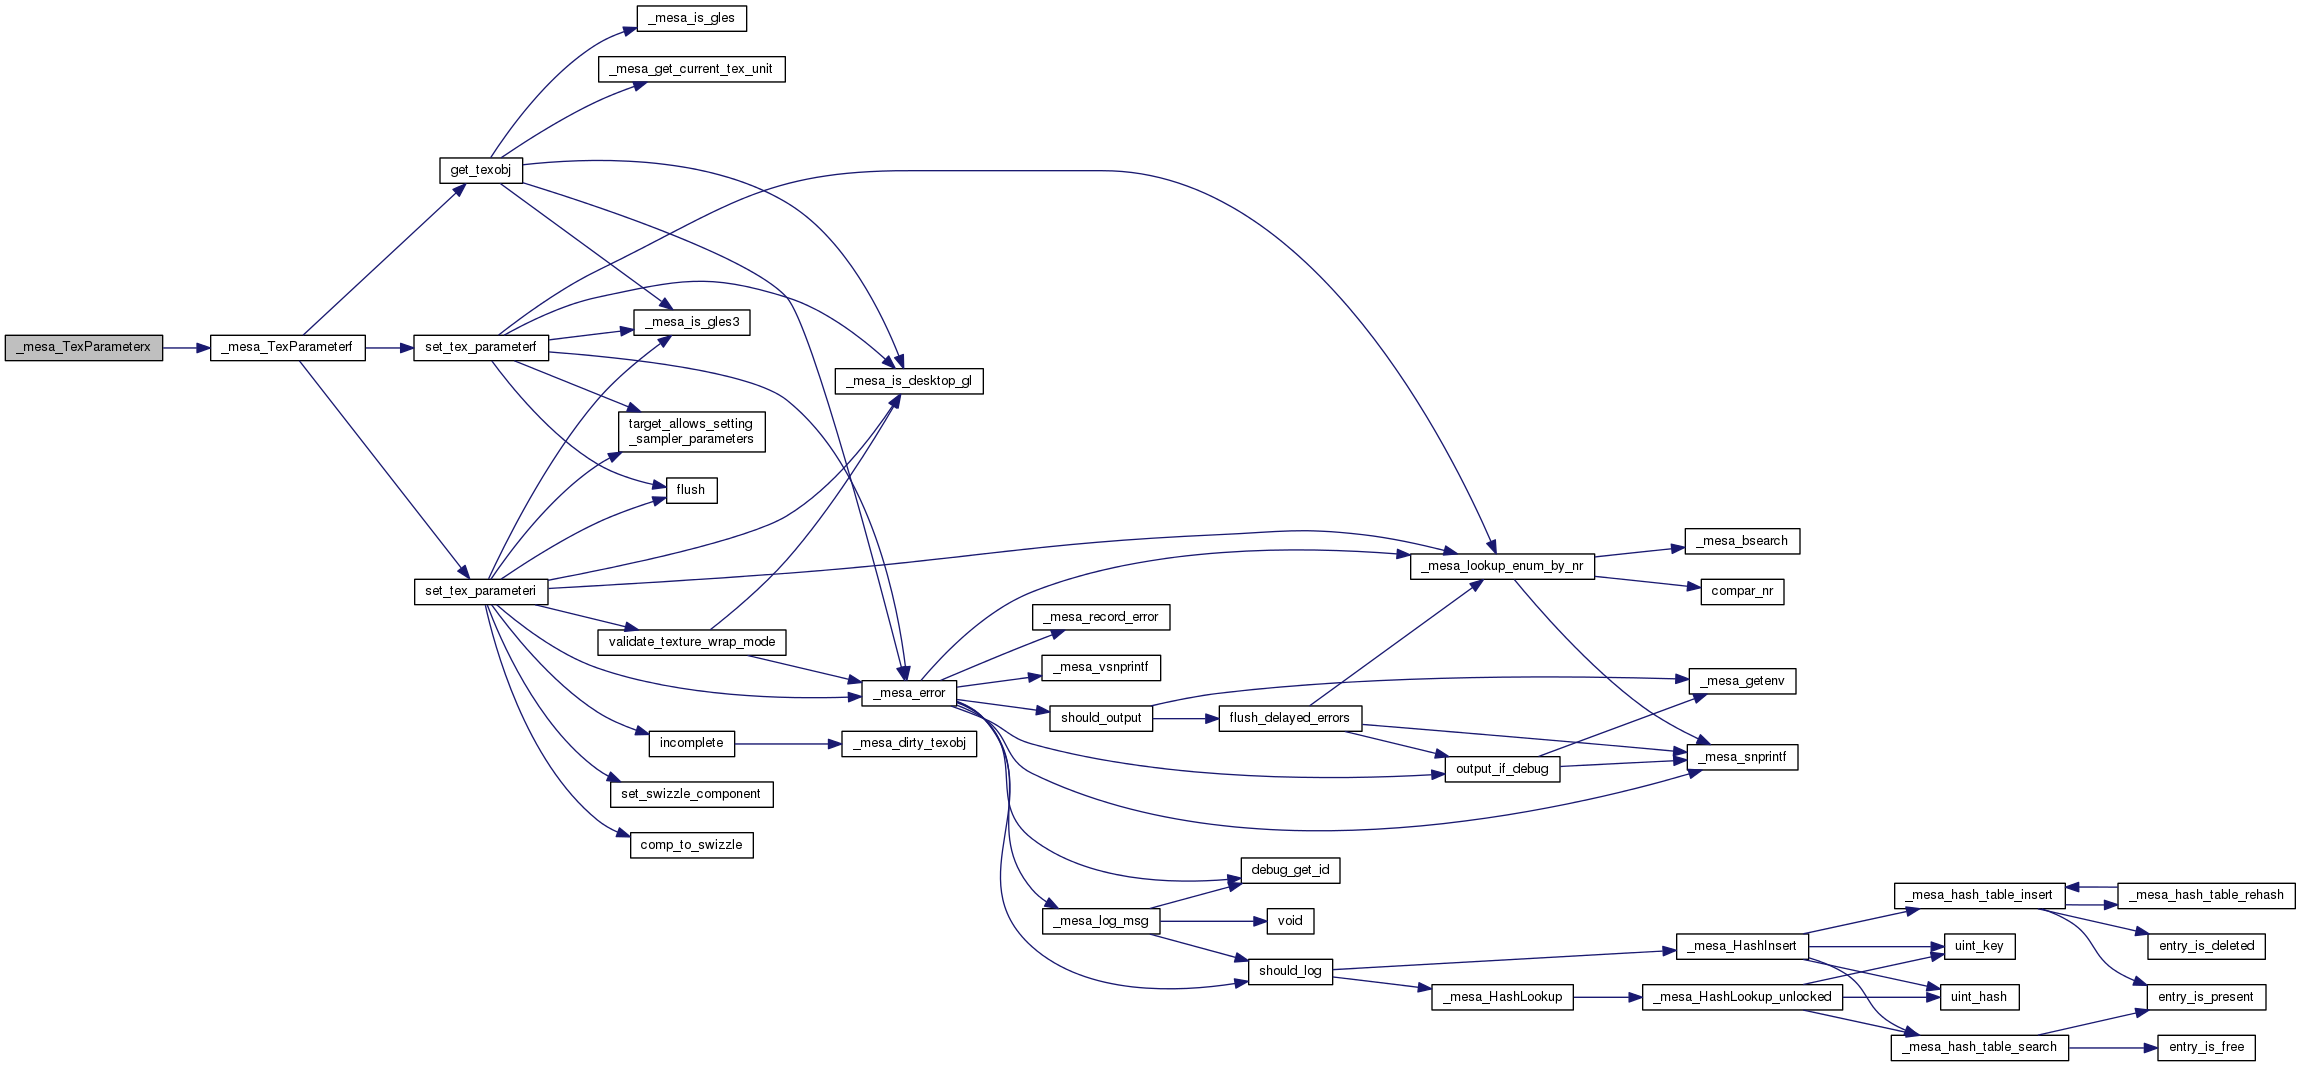 _mesa_is_gles
_mesa_get_current_tex_unit
get_texobj
_mesa_is_gles3
_mesa_TexParameterx
_mesa_TexParameterf
set_tex_parameterf
_mesa_is_desktop_gl
target_allows_setting
_sampler_parameters
flush
_mesa_bsearch
_mesa_lookup_enum_by_nr
set_tex_parameteri
compar_nr
_mesa_record_error
validate_texture_wrap_mode
_mesa_vsnprintf
_mesa_getenv
_mesa_error
should_output
flush_delayed_errors
incomplete
_mesa_dirty_texobj
_mesa_snprintf
output_if_debug
set_swizzle_component
comp_to_swizzle
debug_get_id
_mesa_hash_table_insert
_mesa_hash_table_rehash
_mesa_log_msg
void
_mesa_HashInsert
uint_key
entry_is_deleted
should_log
_mesa_HashLookup
_mesa_HashLookup_unlocked
uint_hash
entry_is_present
_mesa_hash_table_search
entry_is_free